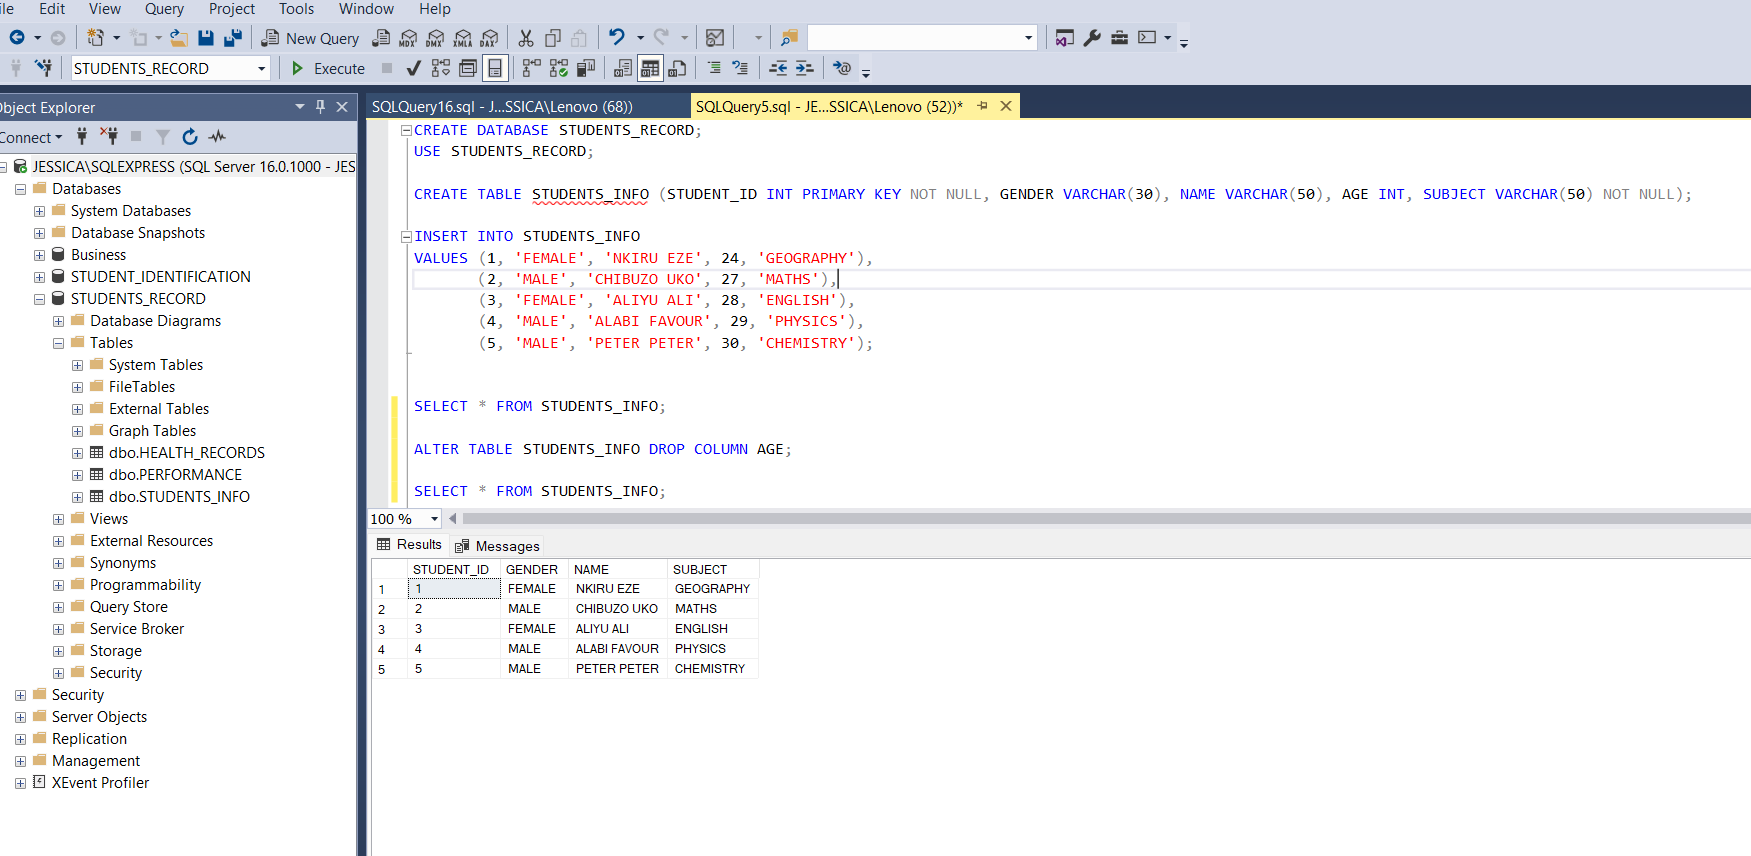 ile Edit View Query Project Tools Window Help
New Query MDX DMX XMLA DAX
STUDENTS_RECORD Execute
bject Explorer
Connect
JESSICA\SQLEXPRESS (SQL Server 16.0.1000 - JES
Databases
System Databases
Database Snapshots
Business
STUDENT_IDENTIFICATION
STUDENTS_RECORD
Database Diagrams
Tables
System Tables
FileTables
External Tables
Graph Tables
dbo.HEALTH_RECORDS
dbo.PERFORMANCE
dbo.STUDENTS_INFO
Views
External Resources
Synonyms
Programmability
Query Store
Service Broker
Storage
Security
Security
Server Objects
Replication
Management
XEvent Profiler
SQLQuery16.sql - J...SSICA\Lenovo (68)) SQLQuery5.sql - JE...SSICA\Lenovo (52))*
CREATE DATABASE STUDENTS_RECORD;
USE STUDENTS_RECORD;
CREATE TABLE STUDENTS_INFO (STUDENT_ID INT PRIMARY KEY NOT NULL, GENDER VARCHAR(30), NAME VARCHAR(50), AGE INT, SUBJECT VARCHAR(50) NOT NULL);
INSERT INTO STUDENTS_INFO
VALUES (1, 'FEMALE', 'NKIRU EZE', 24, 'GEOGRAPHY'),
(2, 'MALE', 'CHIBUZO UKO', 27, 'MATHS'),
(3, 'FEMALE', 'ALIYU ALI', 28, 'ENGLISH'),
(4, 'MALE', 'ALABI FAVOUR', 29, 'PHYSICS'),
(5, 'MALE', 'PETER PETER', 30, 'CHEMISTRY');
SELECT * FROM STUDENTS_INFO;
ALTER TABLE STUDENTS_INFO DROP COLUMN AGE;
SELECT * FROM STUDENTS_INFO;
100 %
Results Messages
STUDENT_ID GENDER NAME SUBJECT
1 1 FEMALE NKIRU EZE GEOGRAPHY
2 2 MALE CHIBUZO UKO MATHS
3 3 FEMALE ALIYU ALI ENGLISH
4 4 MALE ALABI FAVOUR PHYSICS
5 5 MALE PETER PETER CHEMISTRY